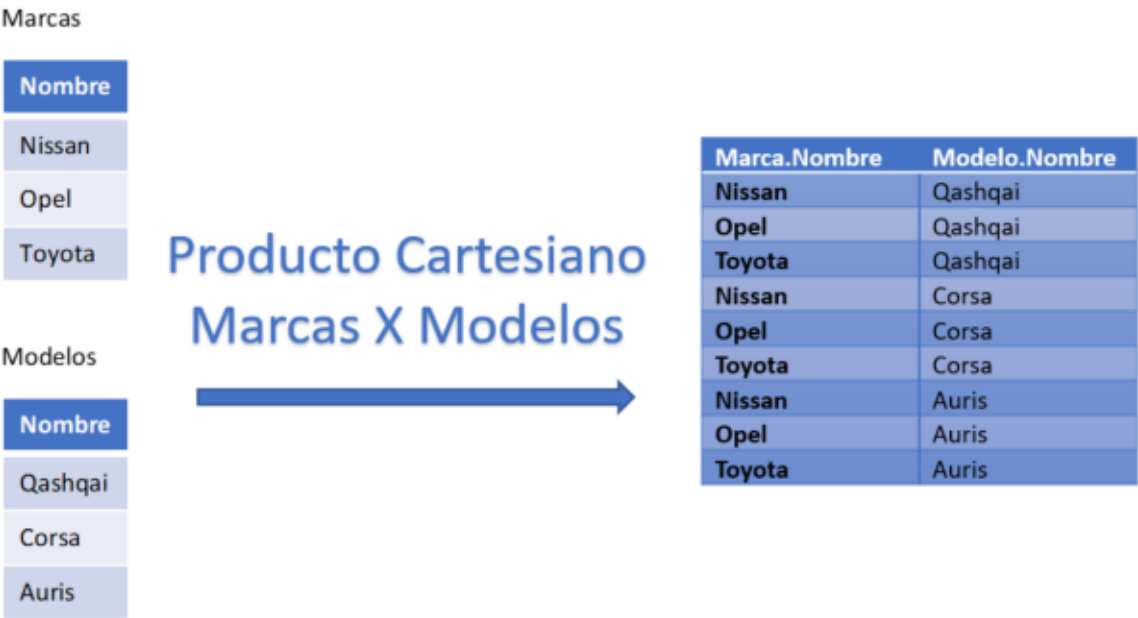 Marcas
Nombre
Nissan
Opel
Toyota
Modelos
Nombre
Qashqai
Corsa
Auris
Producto Cartesiano
Marcas X Modelos
Marca.Nombre Modelo.Nombre
Nissan Qashqai
Opel Qashqai
Toyota Qashqai
Nissan Corsa
Opel Corsa
Toyota Corsa
Nissan Auris
Opel Auris
Toyota Auris